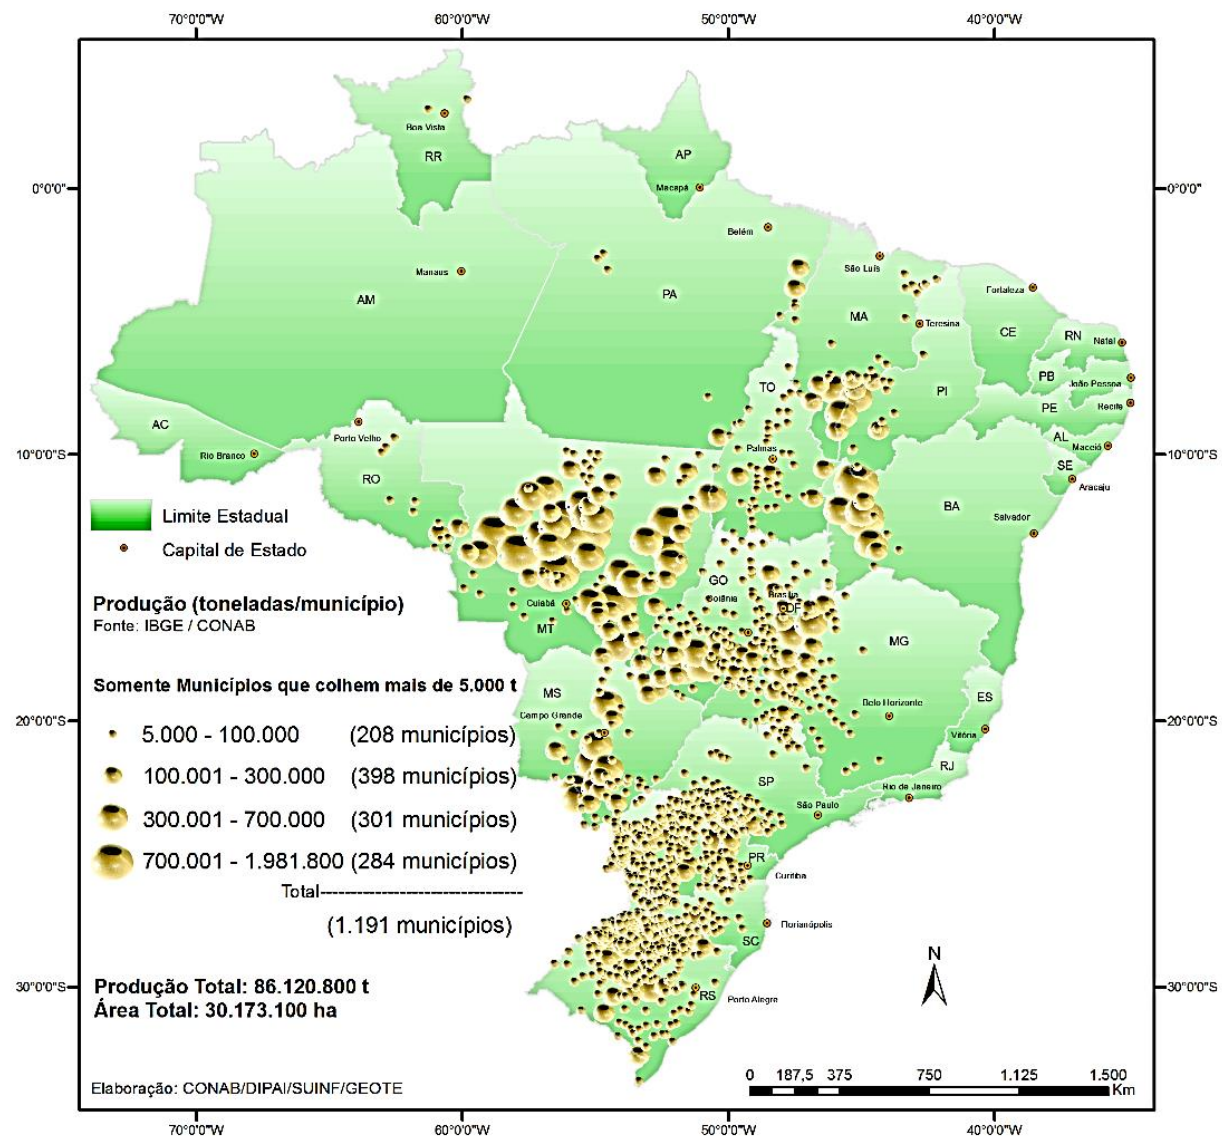 70°0'0"W 60°0'0"W 50°0'0"W 40°0'0"W
Boa Vista
RR
AP
0°0'0" Macapá 0°0'0"
Belém
São Luís
Manaus
Fortaleza
AM PA MA
Teresina
CE RN Natal
TO PI PB João Pessoa
PE Recife
AC
Porto Velho
AL Maceió
Palmas
10°0'0"S Rio Branco 10°0'0"S
RO SE Aracaju
BA
Salvador
Limite Estadual
Capital de Estado
GO
Brasília
Goiânia
DF
Produção (toneladas/município)
Fonte: IBGE / CONAB
Cuiabá
MT
MG
Somente Municípios que colhem mais de 5.000 t
MS
ES
Campo Grande
Belo Horizonte
20°0'0"S 20°0'0"S
5.000 - 100.000 (208 municípios)
Vitória
100.001 - 300.000 (398 municípios)
SP RJ
Rio de Janeiro
São Paulo
300.001 - 700.000 (301 municípios)
700.001 - 1.981.800 (284 municípios)
PR
Curitiba
Total--------------------------------
(1.191 municípios)
Florianópolis
SC
N
Produção Total: 86.120.800 t
Área Total: 30.173.100 ha
30°0'0"S RS Porto Alegre 30°0'0"S
Elaboração: CONAB/DIPAI/SUINF/GEOTE
0 187,5 375 750 1.125 1.500
Km
70°0'0"W 60°0'0"W 50°0'0"W 40°0'0"W